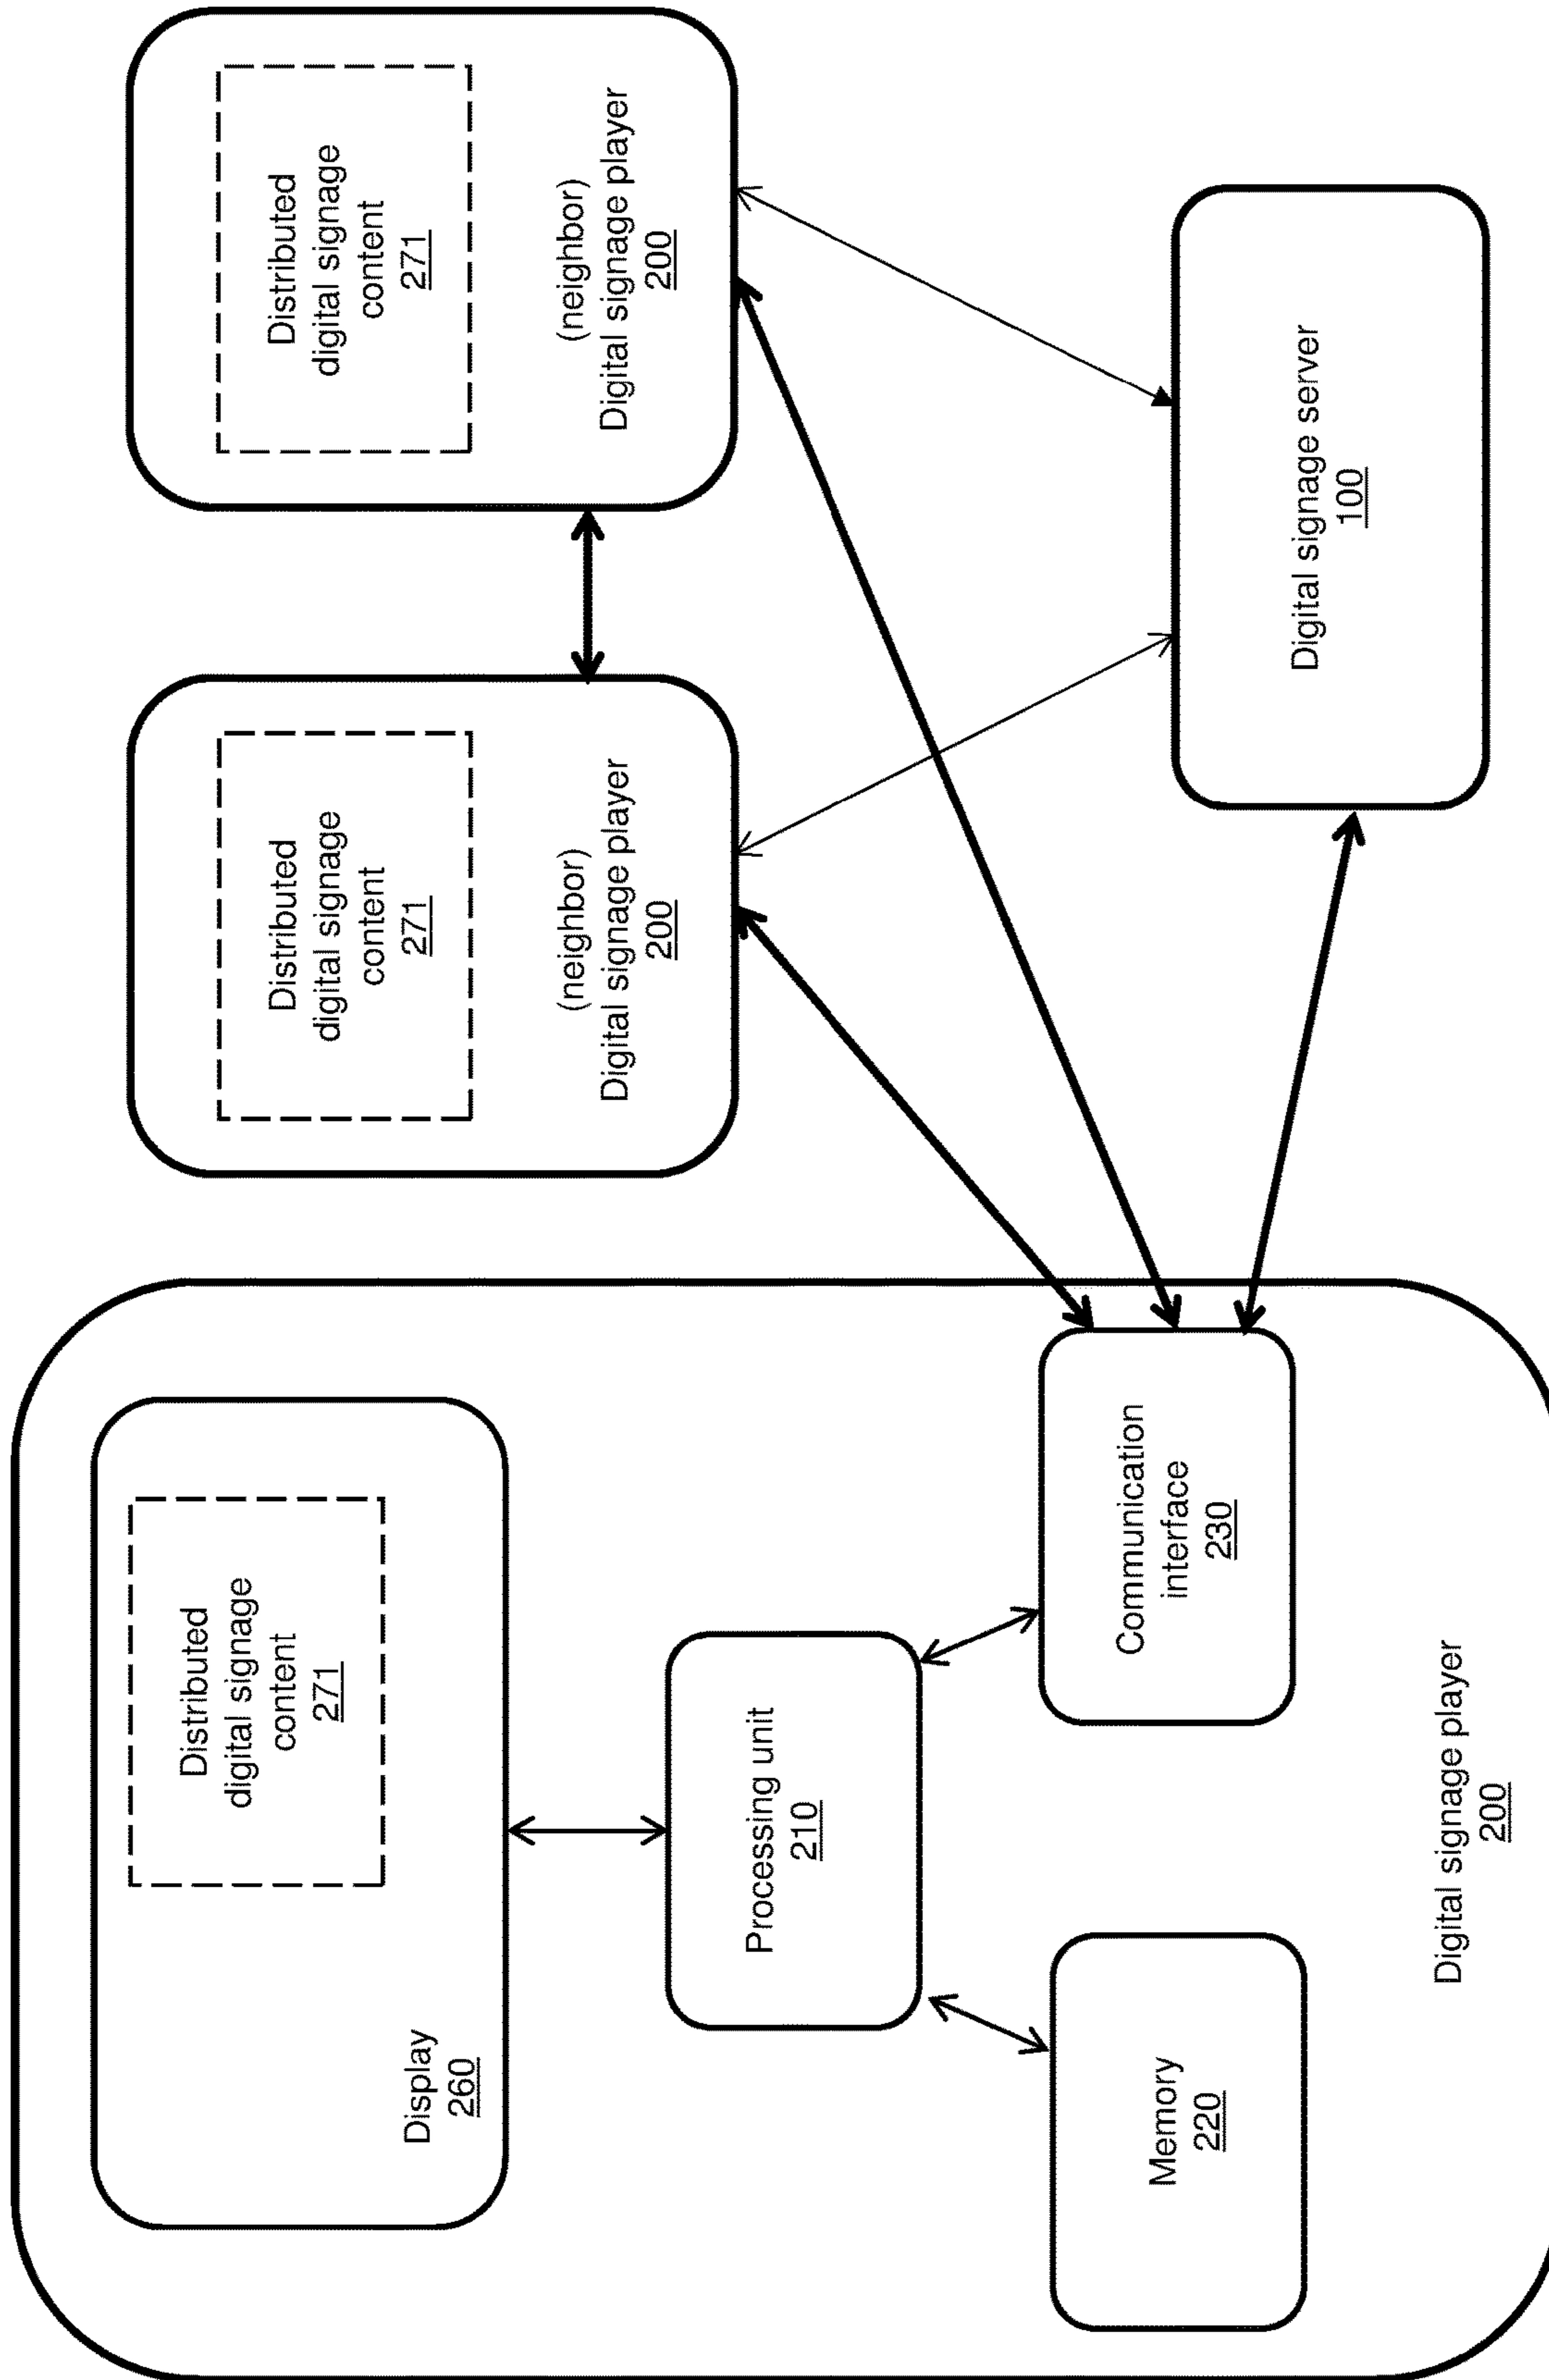 Distributed
digital signage
content
271
Display
260
Processing unit
210
Memory
220
Communication
interface
230
Digital signage player
200
Distributed
digital signage
content
271
(neighbor)
Digital signage player
200
Distributed
digital signage
content
271
(neighbor)
Digital signage player
200
Digital signage server
100